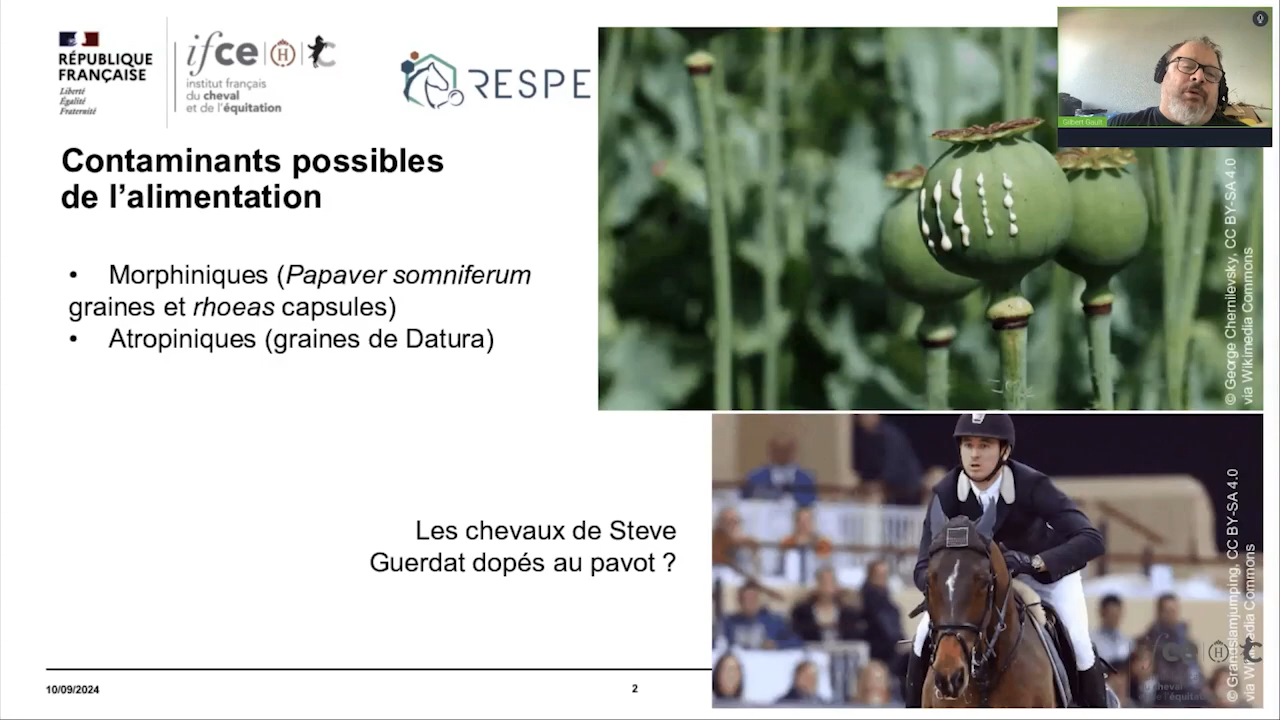 RÉPUBLIQUE
FRANÇAISE
Liberté
Égalité
Fraternité
ifce
institut français
du cheval
et de l'équitation
RESPE
Gilbert Gault
Contaminants possibles
de l'alimentation
• Morphiniques (Papaver somniferum
graines et rhoeas capsules)
• Atropiniques (graines de Datura)
© George Chernilevsky, CC BY-SA 4.0
via Wikimedia Commons
Les chevaux de Steve
Guerdat dopés au pavot ?
© Grandslamjumping, CC BY-SA 4.0
via Wikimedia Commons
ifce
10/09/2024
2